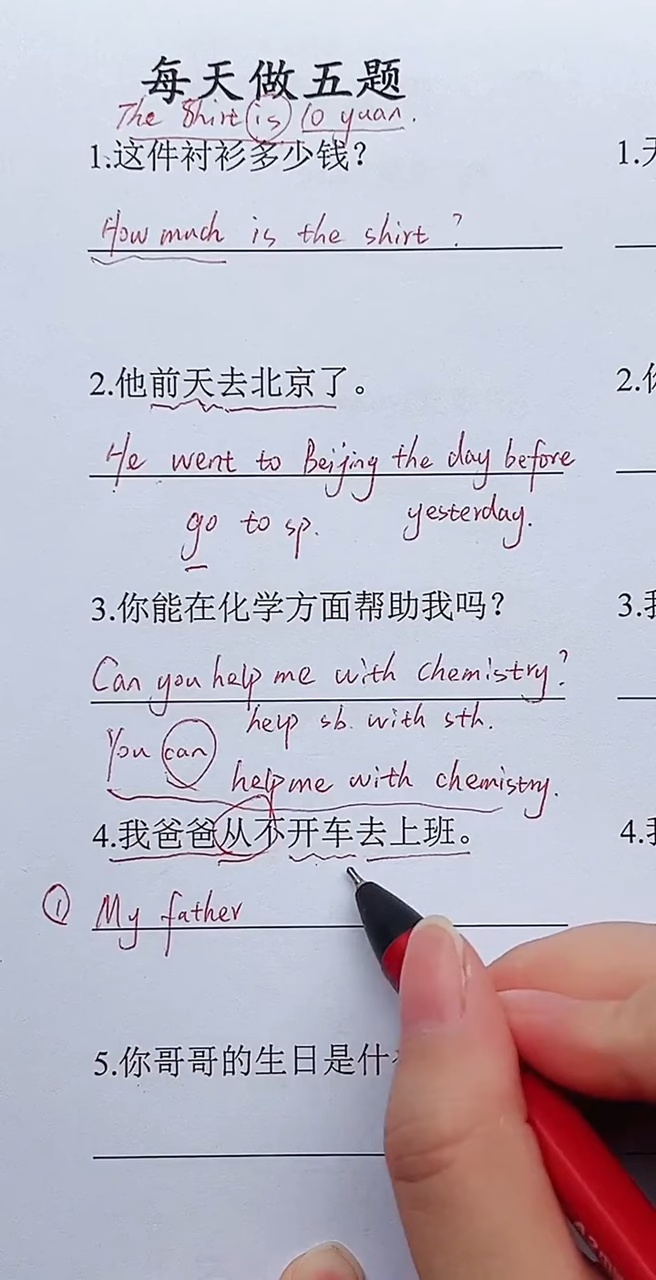 每天做五题
The Shirt is 10 yuan.
1.这件衬衫多少钱？
How much is the shirt ?
2.他前天去北京了。
He went to Beijing the day before
yesterday.
go to sp.
3.你能在化学方面帮助我吗？
Can you help me with chemistry?
help sb. with sth.
You can
help me with chemistry.
4.我爸爸从不开车去上班。
① My father
5.你哥哥的生日是什
1.
2.
3.
4.